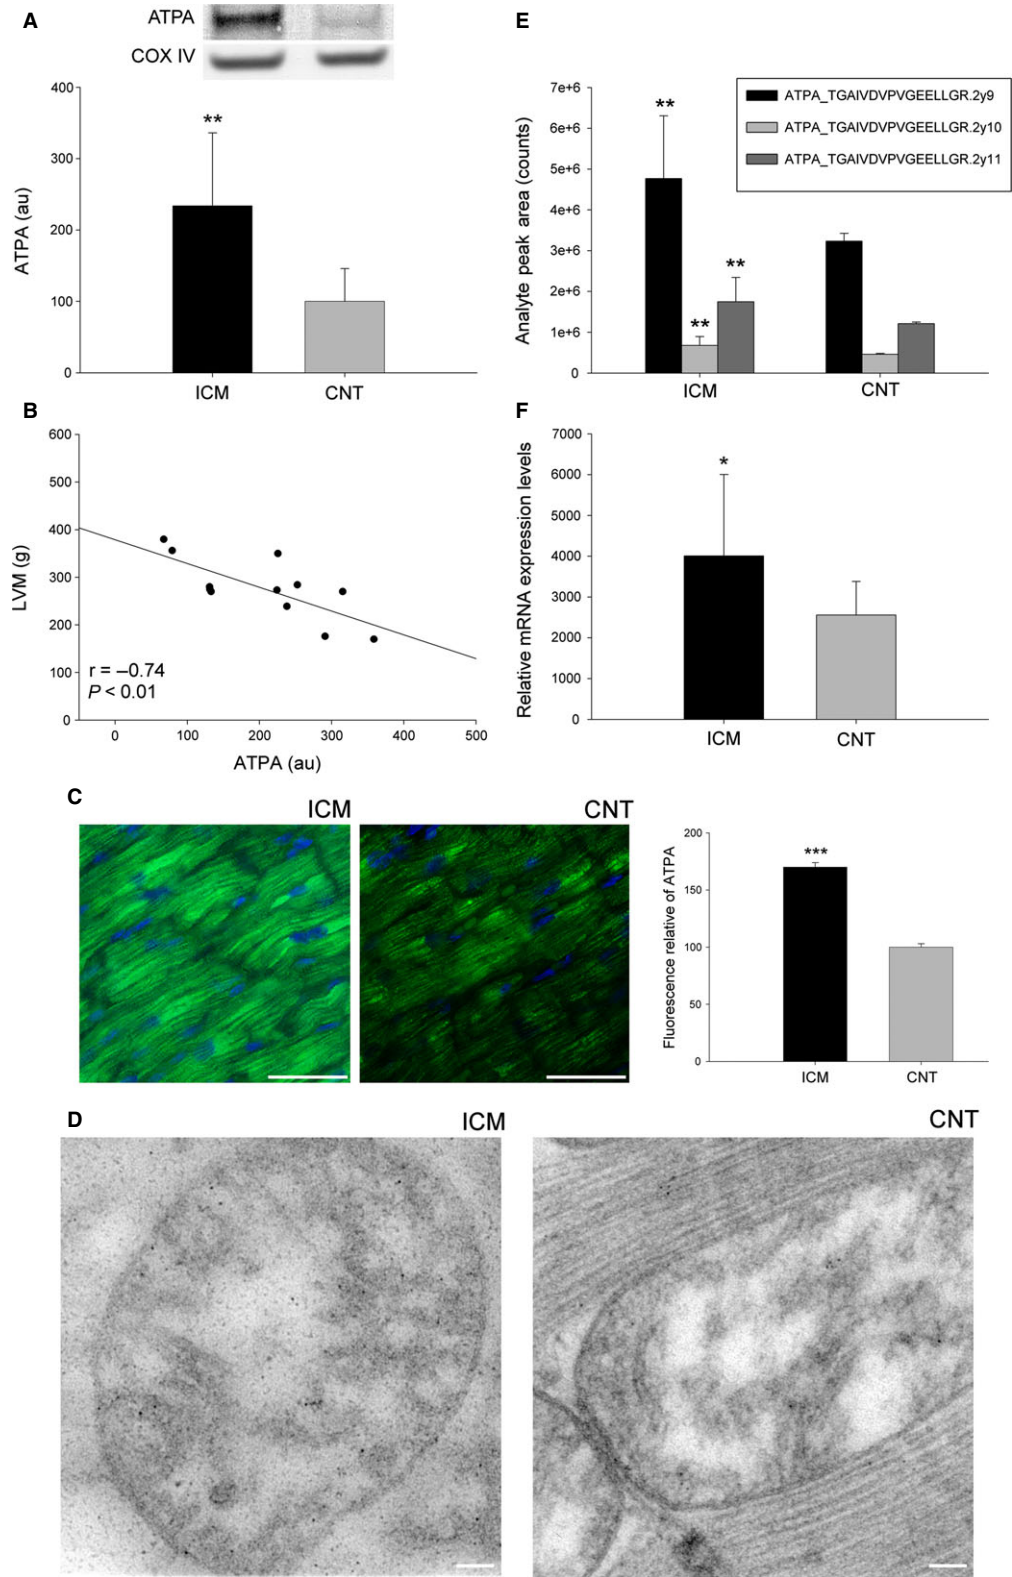 A
ATPA
COX IV
400
300
200
100
0
ATPA (au)
**
ICM
CNT
E
7e+6
6e+6
5e+6
4e+6
3e+6
2e+6
1e+6
0
Analyte peak area (counts)
**
**
**
ATPA_TGAIVDVPVGEELLGR.2y9
ATPA_TGAIVDVPVGEELLGR.2y10
ATPA_TGAIVDVPVGEELLGR.2y11
ICM
CNT
B
600
500
400
300
200
100
0
LVM (g)
r = –0.74
P < 0.01
0 100 200 300 400 500
ATPA (au)
F
7000
6000
5000
4000
3000
2000
1000
0
Relative mRNA expression levels
*
ICM
CNT
C
ICM
CNT
200
150
100
50
0
Fluorescence relative of ATPA
***
ICM
CNT
D
ICM
CNT